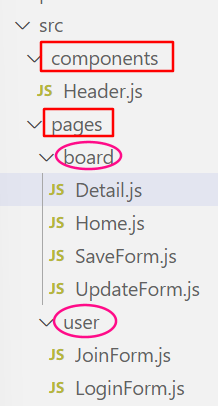 src
components
JS Header.js
pages
board
JS Detail.js
JS Home.js
JS SaveForm.js
JS UpdateForm.js
user
JS JoinForm.js
JS LoginForm.js